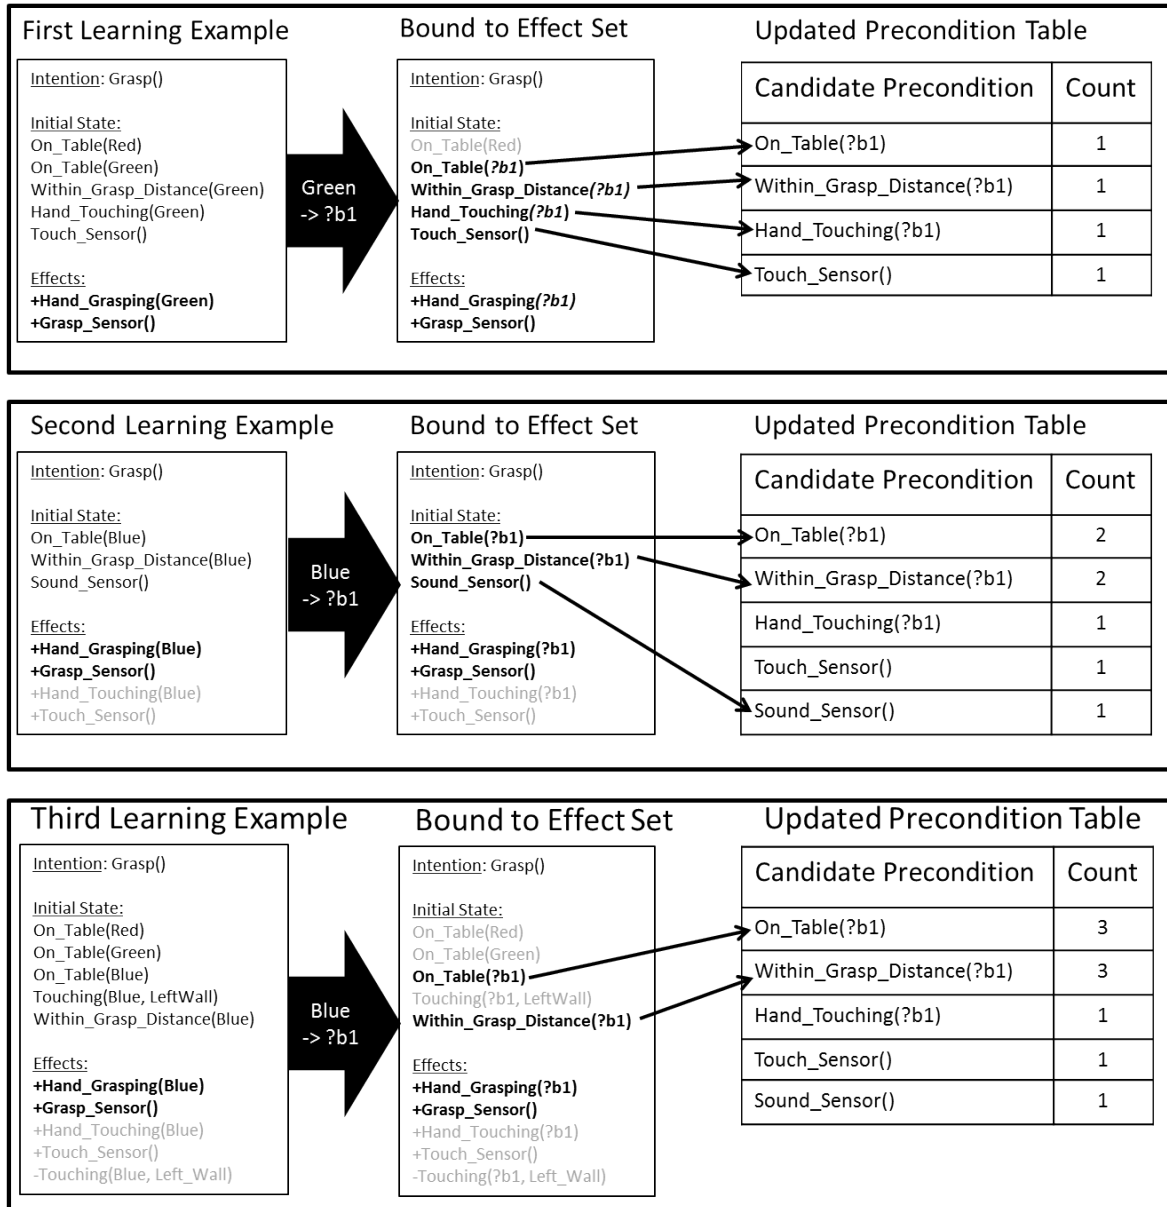 First Learning Example
Intention: Grasp()
Initial State:
On_Table(Red)
On_Table(Green)
Within_Grasp_Distance(Green)
Hand_Touching(Green)
Touch_Sensor()
Effects:
+Hand_Grasping(Green)
+Grasp_Sensor()
Green
-> ?b1
Bound to Effect Set
Intention: Grasp()
Initial State:
On_Table(Red)
On_Table(?b1)
Within_Grasp_Distance(?b1)
Hand_Touching(?b1)
Touch_Sensor()
Effects:
+Hand_Grasping(?b1)
+Grasp_Sensor()
Updated Precondition Table
Candidate Precondition Count
On_Table(?b1) 1
Within_Grasp_Distance(?b1) 1
Hand_Touching(?b1) 1
Touch_Sensor() 1
Second Learning Example
Intention: Grasp()
Initial State:
On_Table(Blue)
Within_Grasp_Distance(Blue)
Sound_Sensor()
Effects:
+Hand_Grasping(Blue)
+Grasp_Sensor()
+Hand_Touching(Blue)
+Touch_Sensor()
Blue
-> ?b1
Bound to Effect Set
Intention: Grasp()
Initial State:
On_Table(?b1)
Within_Grasp_Distance(?b1)
Sound_Sensor()
Effects:
+Hand_Grasping(?b1)
+Grasp_Sensor()
+Hand_Touching(?b1)
+Touch_Sensor()
Updated Precondition Table
Candidate Precondition Count
On_Table(?b1) 2
Within_Grasp_Distance(?b1) 2
Hand_Touching(?b1) 1
Touch_Sensor() 1
Sound_Sensor() 1
Third Learning Example
Intention: Grasp()
Initial State:
On_Table(Red)
On_Table(Green)
On_Table(Blue)
Touching(Blue, LeftWall)
Within_Grasp_Distance(Blue)
Effects:
+Hand_Grasping(Blue)
+Grasp_Sensor()
+Hand_Touching(Blue)
+Touch_Sensor()
-Touching(Blue, Left_Wall)
Blue
-> ?b1
Bound to Effect Set
Intention: Grasp()
Initial State:
On_Table(Red)
On_Table(Green)
On_Table(?b1)
Touching(?b1, LeftWall)
Within_Grasp_Distance(?b1)
Effects:
+Hand_Grasping(?b1)
+Grasp_Sensor()
+Hand_Touching(?b1)
+Touch_Sensor()
-Touching(?b1, Left_Wall)
Updated Precondition Table
Candidate Precondition Count
On_Table(?b1) 3
Within_Grasp_Distance(?b1) 3
Hand_Touching(?b1) 1
Touch_Sensor() 1
Sound_Sensor() 1